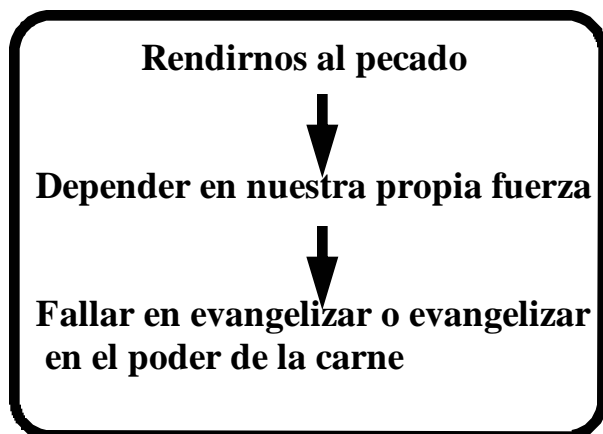 Rendirnos al pecado
Depender en nuestra propia fuerza
Fallar en evangelizar o evangelizar
en el poder de la carne